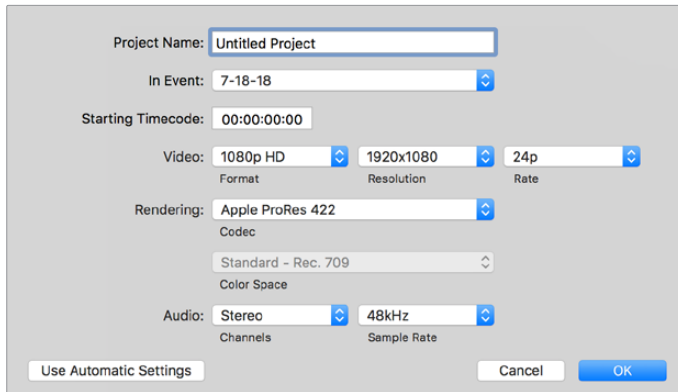 Project Name: Untitled Project
In Event: 7-18-18
Starting Timecode: 00:00:00:00
Video: 1080p HD 1920x1080 24p
Format Resolution Rate
Rendering: Apple ProRes 422
Codec
Standard - Rec. 709
Color Space
Audio: Stereo 48kHz
Channels Sample Rate
Use Automatic Settings Cancel OK